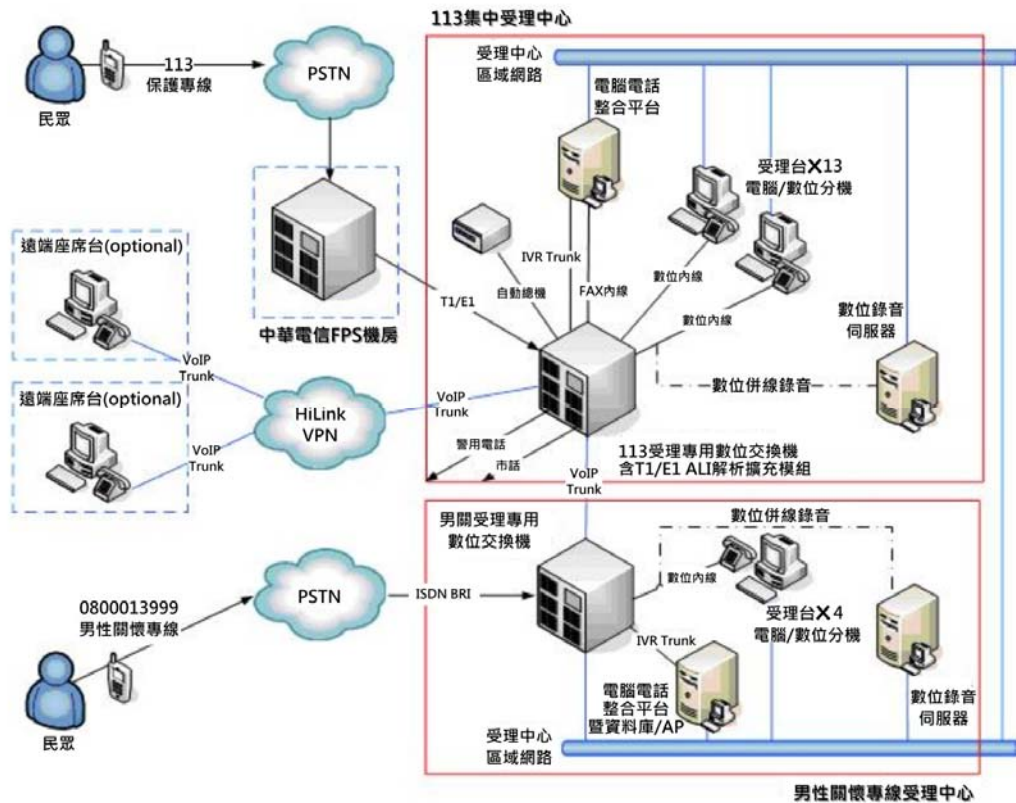 113集中受理中心
受理中心
區域網路
113
保護專線
PSTN
民眾
電腦電話
整合平台
受理台X13
電腦/數位分機
遠端座席台(optional)
IVR Trunk
FAX內線
數位內線
自動總機
T1/E1
數位內線
數位錄音
伺服器
中華電信FPS機房
VoIP
Trunk
數位併線錄音
遠端座席台(optional)
HiLink
VPN
VoIP
Trunk
VoIP
Trunk
警用電話
市話
113受理專用數位交換機
含T1/E1 ALI解析擴充模組
VoIP
Trunk
男關受理專用
數位交換機
數位併線錄音
數位內線
PSTN
ISDN BRI
0800013999
男性關懷專線
受理台X4
電腦/數位分機
IVR Trunk
電腦電話
整合平台
暨資料庫/AP
數位錄音
伺服器
民眾
受理中心
區域網路
男性關懷專線受理中心